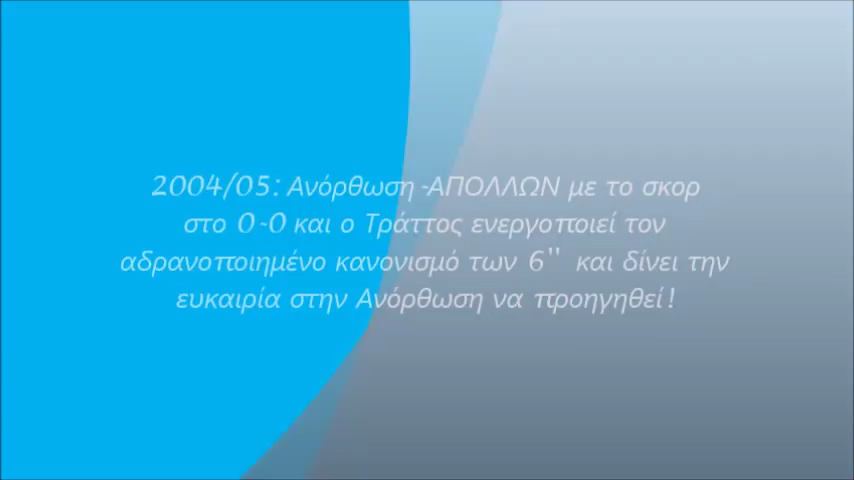 2004/05: Ανόρθωση -ΑΠΟΛΛΩΝ με το σκορ
στο 0-0 και ο Τράττος ενεργοποιεί τον
αδρανοποιημένο κανονισμό των 6" και δίνει την
ευκαιρία στην Ανόρθωση να προηγηθεί!